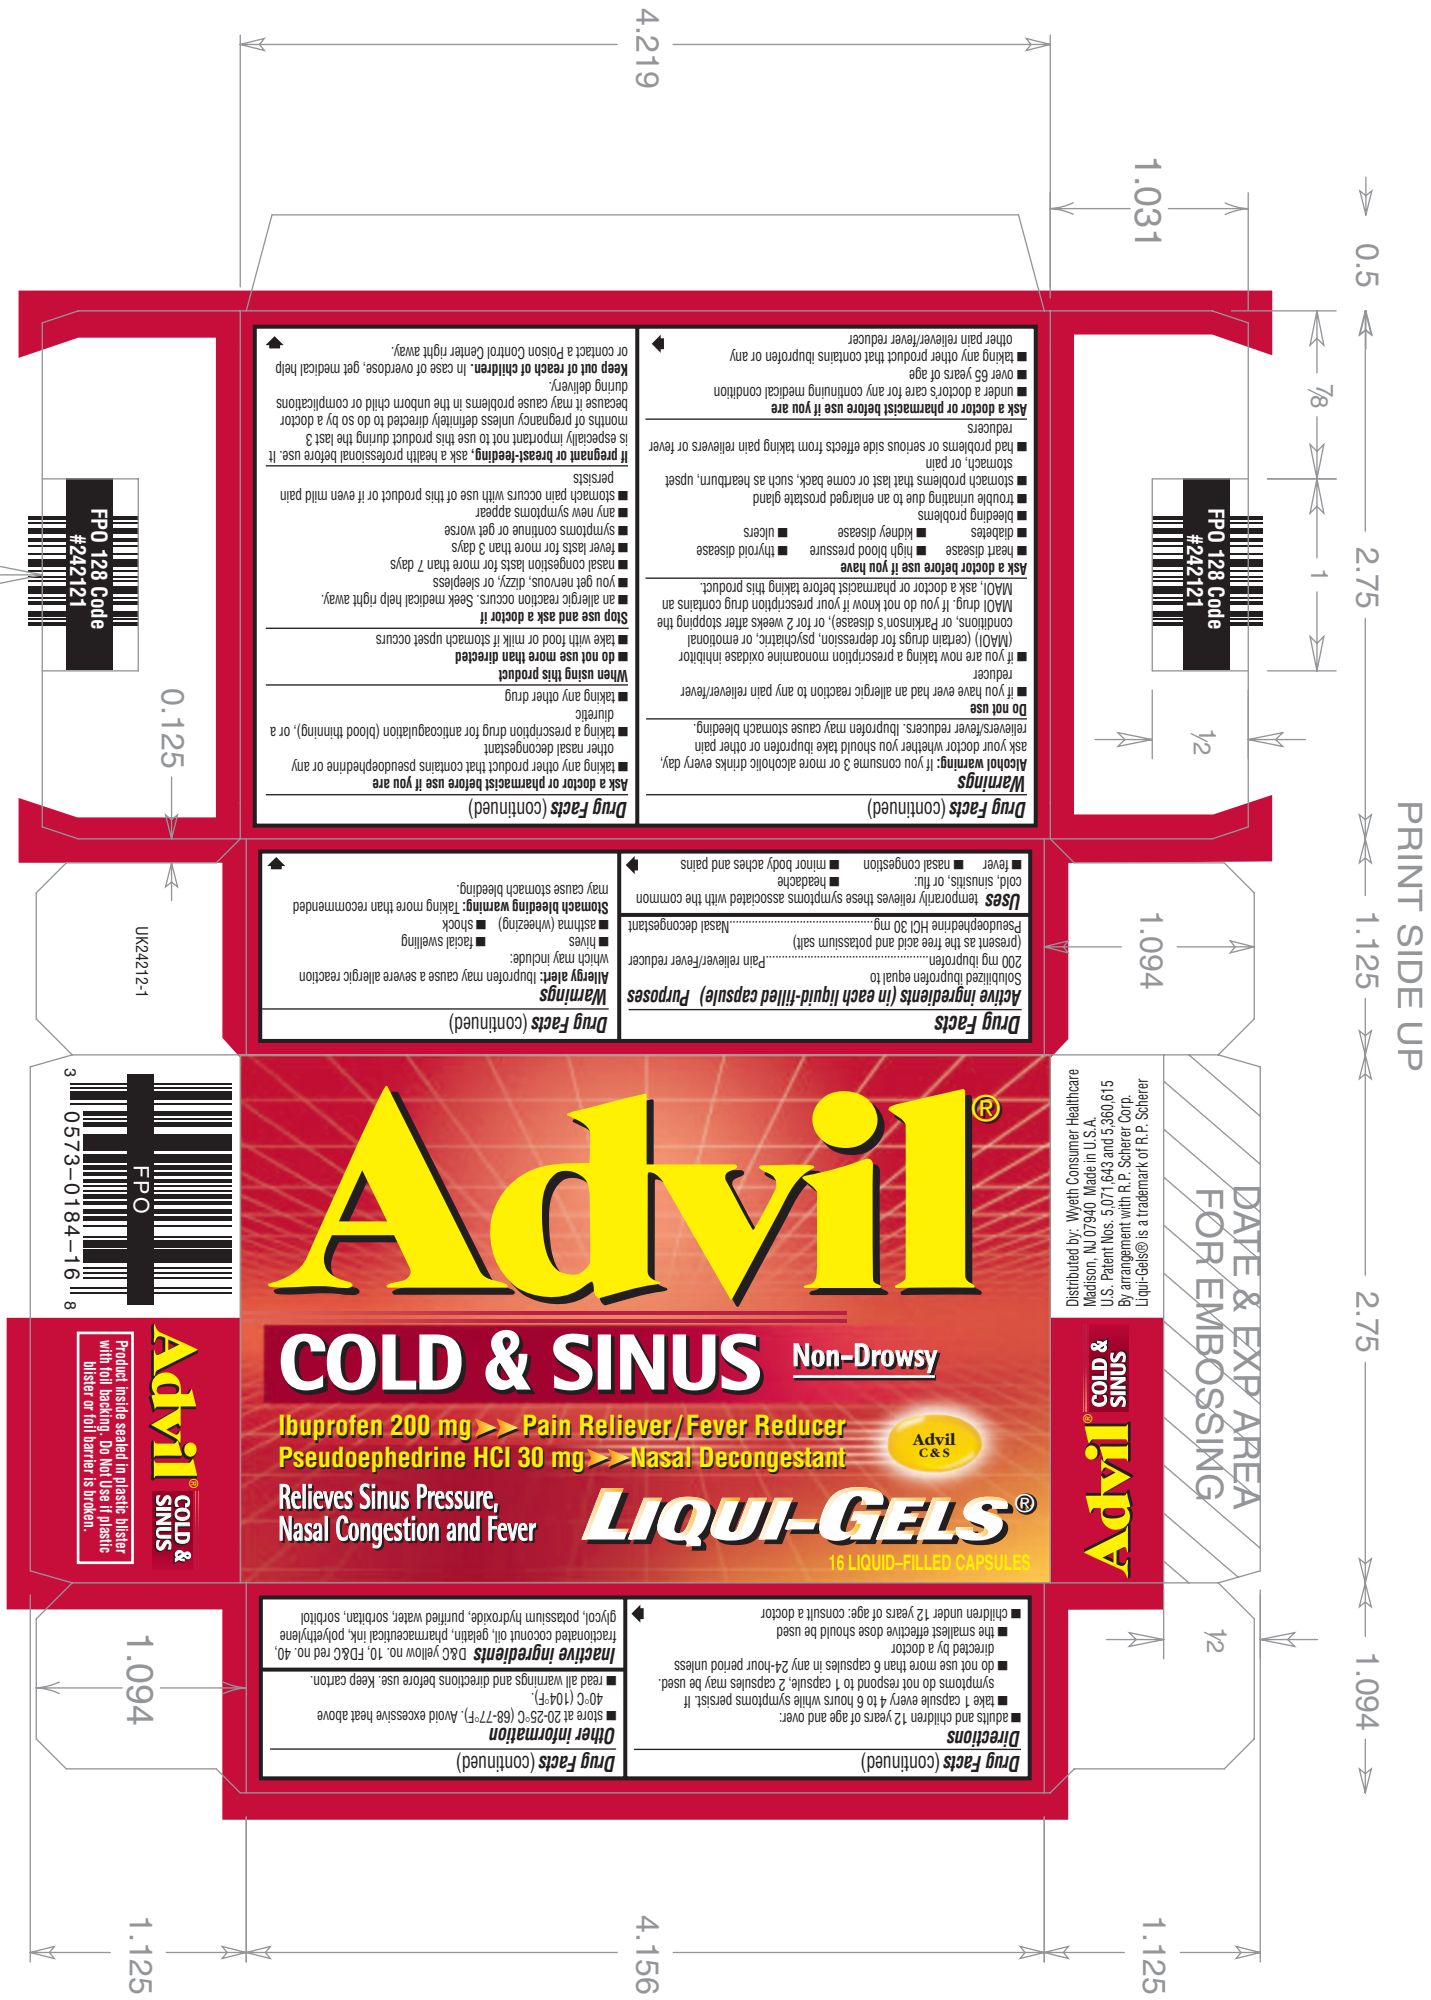 4.219
1.031
0.5
7/8
2.75
1
1/2
0.125
1.125
1.094
PRINT SIDE UP
FPO 128 Code
#242121
FPO 128 Code
#242121
Advil®
COLD & SINUS Non-Drowsy
Ibuprofen 200 mg Pain Reliever/Fever Reducer
Pseudoephedrine HCl 30 mg Nasal Decongestant
Advil
C&S
Relieves Sinus Pressure,
Nasal Congestion and Fever
LIQUI-GELS®
16 LIQUID–FILLED CAPSULES
Drug Facts
Active ingredients (in each liquid-filled capsule) Purposes
Solubilized ibuprofen equal to
200 mg ibuprofen..........Pain reliever/Fever reducer
(present as the free acid and potassium salt)
Pseudoephedrine HCl 30 mg..........Nasal decongestant
Uses temporarily relieves these symptoms associated with the common
cold, sinusitis, or flu: ■ headache
■ fever ■ nasal congestion ■ minor body aches and pains
Drug Facts (continued)
Warnings
Allergy alert: Ibuprofen may cause a severe allergic reaction
which may include:
■ hives ■ facial swelling
■ asthma (wheezing) ■ shock
Stomach bleeding warning: Taking more than recommended
may cause stomach bleeding.
Drug Facts (continued)
Warnings
Alcohol warning: If you consume 3 or more alcoholic drinks every day,
ask your doctor whether you should take ibuprofen or other pain
relievers/fever reducers. Ibuprofen may cause stomach bleeding.
Do not use
■ if you have ever had an allergic reaction to any pain reliever/fever
reducer
■ if you are now taking a prescription monoamine oxidase inhibitor
(MAOI) (certain drugs for depression, psychiatric, or emotional
conditions, or Parkinson's disease), or for 2 weeks after stopping the
MAOI drug. If you do not know if your prescription drug contains an
MAOI, ask a doctor or pharmacist before taking this product.
Ask a doctor before use if you have
■ heart disease ■ high blood pressure ■ thyroid disease
■ diabetes ■ kidney disease ■ ulcers
■ bleeding problems
■ trouble urinating due to an enlarged prostate gland
■ stomach problems that last or come back, such as heartburn, upset
stomach, or pain
■ had problems or serious side effects from taking pain relievers or fever
reducers
Ask a doctor or pharmacist before use if you are
■ under a doctor's care for any continuing medical condition
■ over 65 years of age
■ taking any other product that contains ibuprofen or any
other pain reliever/fever reducer
Drug Facts (continued)
Ask a doctor or pharmacist before use if you are
■ taking any other product that contains pseudoephedrine or any
other nasal decongestant
■ taking a prescription drug for anticoagulation (blood thinning), or a
diuretic
■ taking any other drug
When using this product
■ do not use more than directed
■ take with food or milk if stomach upset occurs
Stop use and ask a doctor if
■ an allergic reaction occurs. Seek medical help right away.
■ you get nervous, dizzy, or sleepless
■ nasal congestion lasts for more than 7 days
■ fever lasts for more than 3 days
■ symptoms continue or get worse
■ any new symptoms appear
■ stomach pain occurs with use of this product or if even mild pain
persists
If pregnant or breast-feeding, ask a health professional before use. It
is especially important not to use this product during the last 3
months of pregnancy unless definitely directed to do so by a doctor
because it may cause problems in the unborn child or complications
during delivery.
Keep out of reach of children. In case of overdose, get medical help
or contact a Poison Control Center right away.
Drug Facts (continued)
Directions
■ adults and children 12 years of age and over:
■ take 1 capsule every 4 to 6 hours while symptoms persist. If
symptoms do not respond to 1 capsule, 2 capsules may be used.
■ do not use more than 6 capsules in any 24-hour period unless
directed by a doctor
■ the smallest effective dose should be used
■ children under 12 years of age: consult a doctor
Drug Facts (continued)
Other information
■ store at 20-25°C (68-77°F). Avoid excessive heat above
40°C (104°F).
■ read all warnings and directions before use. Keep carton.
Inactive ingredients D&C yellow no. 10, FD&C red no. 40,
fractionated coconut oil, gelatin, pharmaceutical ink, polyethylene
glycol, potassium hydroxide, purified water, sorbitan, sorbitol
UK24212-1
3 0573–0184–16 8
FPO
Advil®
COLD &
SINUS
Product inside sealed in plastic blister
with foil backing. Do Not Use if plastic
blister or foil barrier is broken.
Distributed by: Wyeth Consumer Healthcare
Madison, NJ 07940 Made in U.S.A.
U.S. Patent Nos. 5,071,643 and 5,360,615
By arrangement with R.P. Scherer Corp.
Liqui-Gels® is a trademark of R.P. Scherer
DATE & EXP AREA
FOR EMBOSSING
Advil®
COLD &
SINUS
2.75
1/2
1.094
1.094
1.125
4.156
1.125